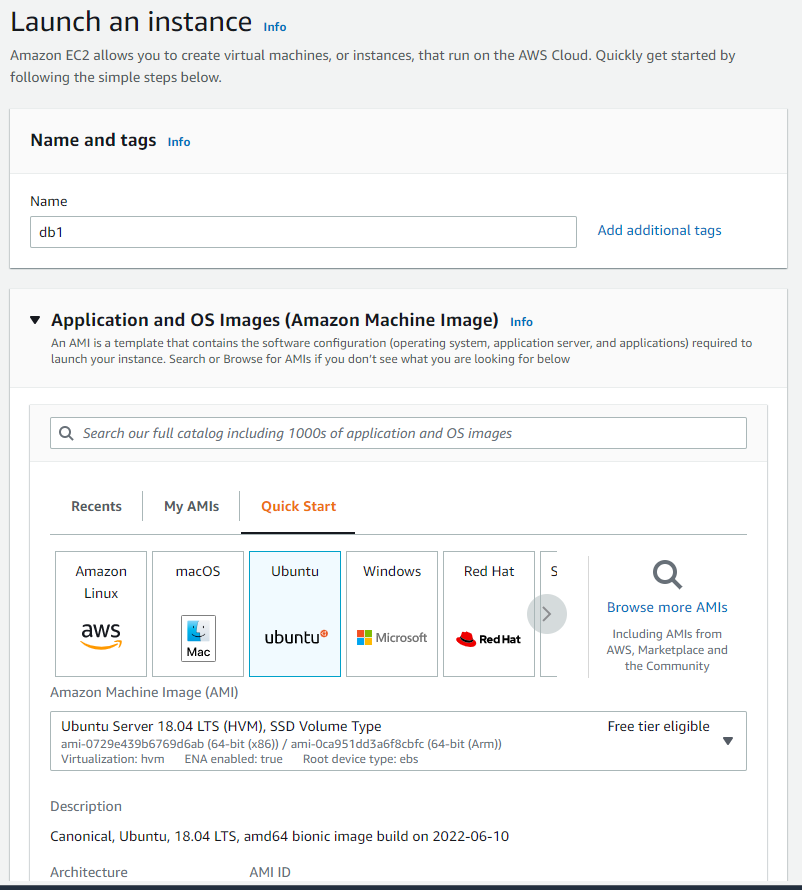 Launch an instance Info
Amazon EC2 allows you to create virtual machines, or instances, that run on the AWS Cloud. Quickly get started by
following the simple steps below.
Name and tags Info
Name
db1
Add additional tags
Application and OS Images (Amazon Machine Image) Info
An AMI is a template that contains the software configuration (operating system, application server, and applications) required to
launch your instance. Search or Browse for AMIs if you don't see what you are looking for below
Search our full catalog including 1000s of application and OS images
Recents
My AMIs
Quick Start
Amazon
Linux
aws
macOS
Mac
Ubuntu
ubuntu
Windows
Microsoft
Red Hat
Red Hat
S
Browse more AMIs
Including AMIs from
AWS, Marketplace and
the Community
Amazon Machine Image (AMI)
Ubuntu Server 18.04 LTS (HVM), SSD Volume Type
Free tier eligible
ami-0729e439b6769d6ab (64-bit (x86)) / ami-0ca951dd3a6f8cbfc (64-bit (Arm))
Virtualization: hvm ENA enabled: true Root device type: ebs
Description
Canonical, Ubuntu, 18.04 LTS, amd64 bionic image build on 2022-06-10
Architecture
AMI ID